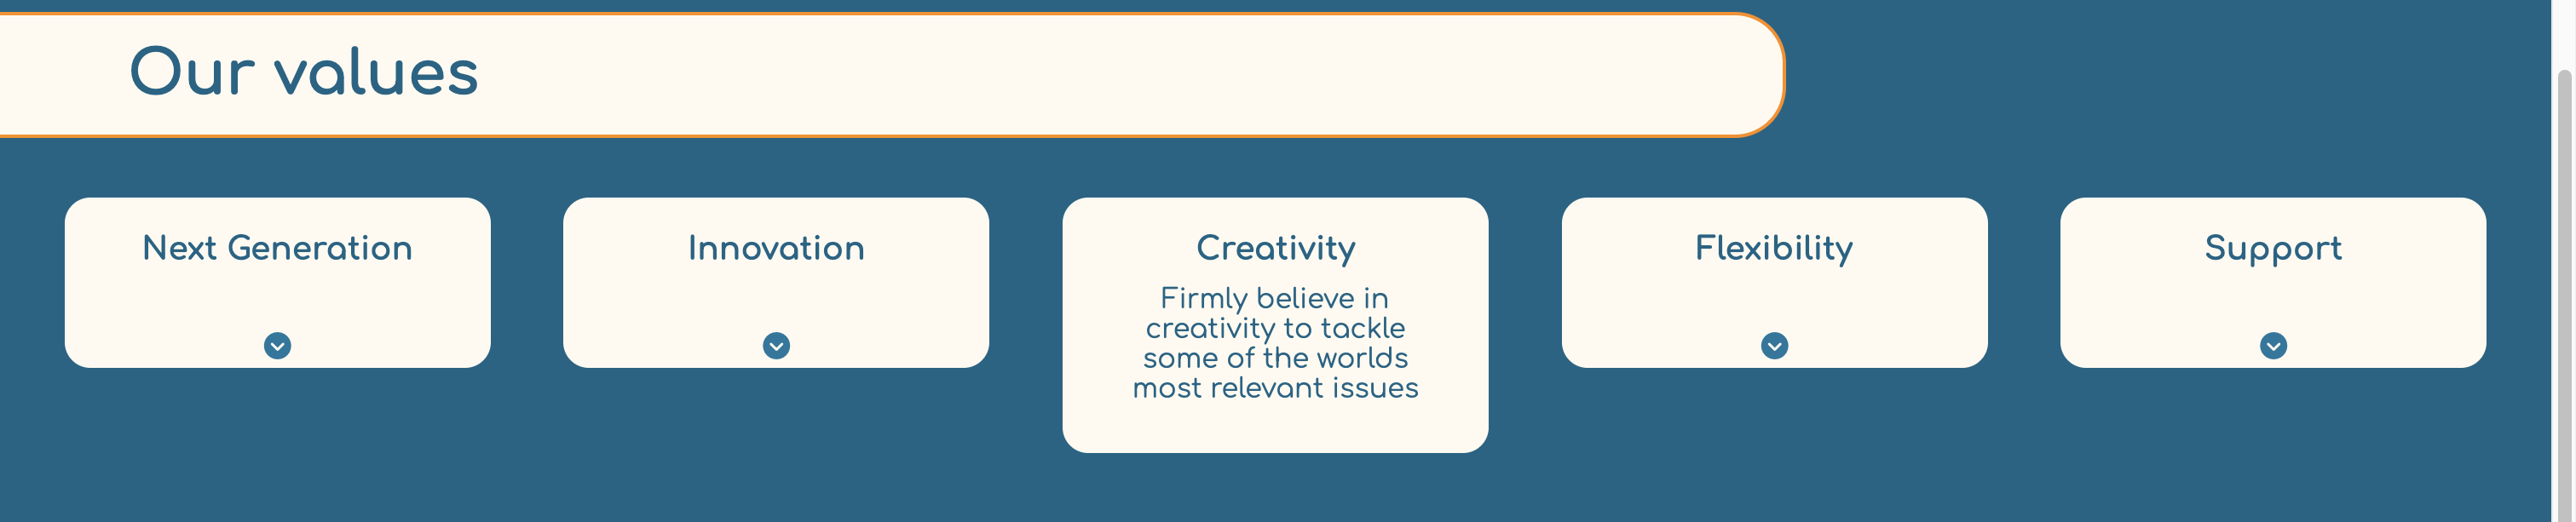 Our values
Next Generation
Innovation
Creativity
Firmly believe in
creativity to tackle
some of the worlds
most relevant issues
Flexibility
Support